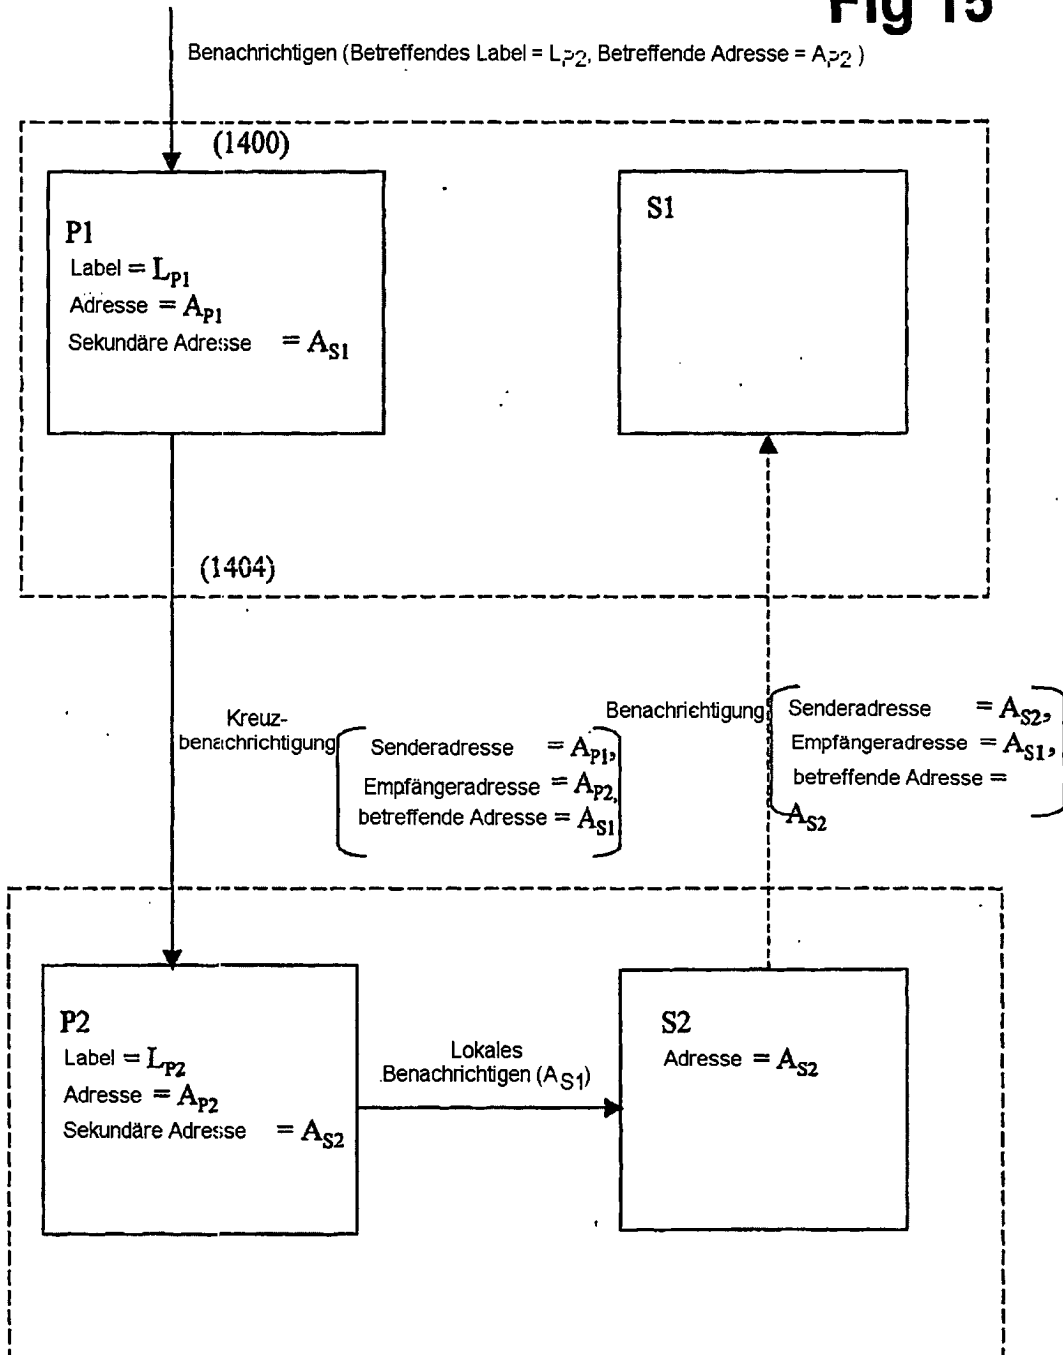 Fig 15
Benachrichtigen (Betreffendes Label = LP2, Betreffende Adresse = AP2 )
(1400)
P1
Label = LP1
Adresse = AP1
Sekundäre Adresse = AS1
S1
(1404)
Kreuz-
benachrichtigung
Senderadresse = AP1,
Empfängeradresse = AP2,
betreffende Adresse = AS1
Benachrichtigung
Senderadresse = AS2,
Empfängeradresse = AS1,
betreffende Adresse =
AS2
P2
Label = LP2
Adresse = AP2
Sekundäre Adresse = AS2
Lokales
Benachrichtigen (AS1)
S2
Adresse = AS2